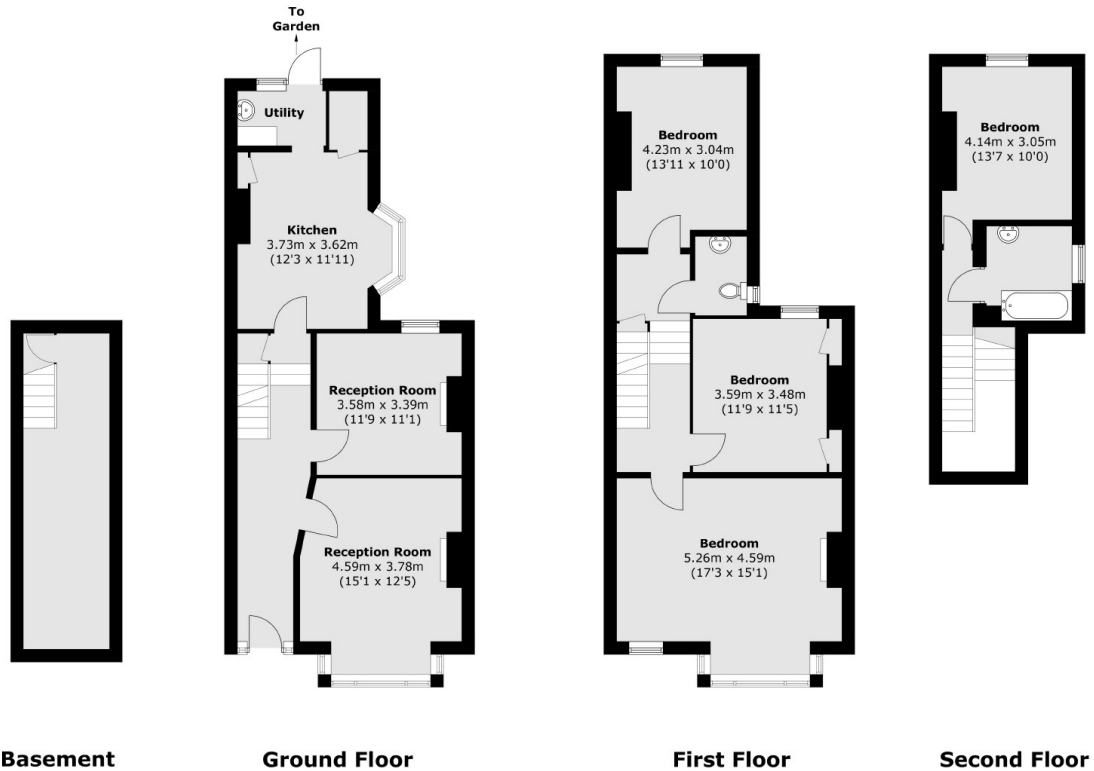 To
Garden
Utility
Kitchen
3.73m x 3.62m
(12'3 x 11'11)
Reception Room
3.58m x 3.39m
(11'9 x 11'1)
Reception Room
4.59m x 3.78m
(15'1 x 12'5)
Bedroom
4.23m x 3.04m
(13'11 x 10'0)
Bedroom
3.59m x 3.48m
(11'9 x 11'5)
Bedroom
5.26m x 4.59m
(17'3 x 15'1)
Bedroom
4.14m x 3.05m
(13'7 x 10'0)
Basement
Ground Floor
First Floor
Second Floor